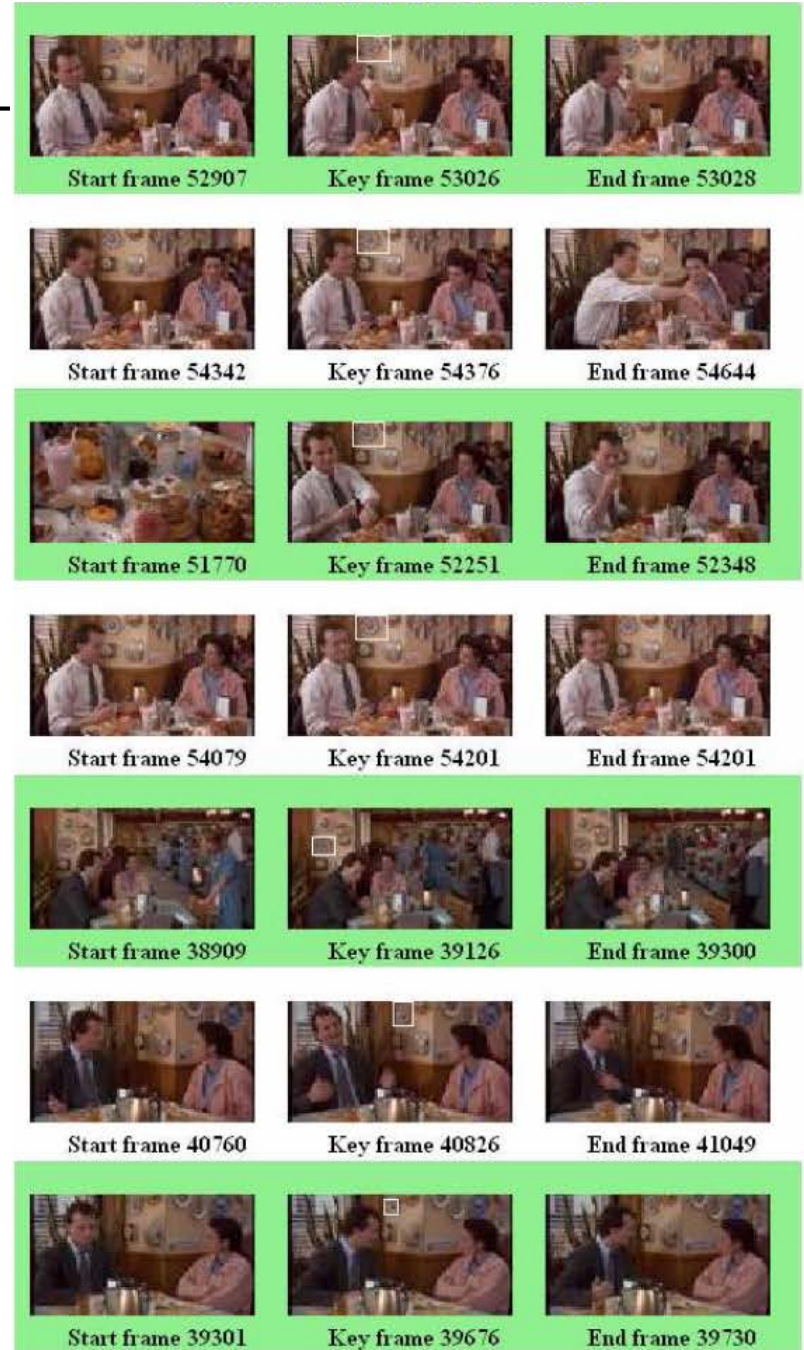 Start frame 52907 Key frame 53026 End frame 53028
Start frame 54342 Key frame 54376 End frame 54644
Start frame 51770 Key frame 52251 End frame 52348
Start frame 54079 Key frame 54201 End frame 54201
Start frame 38909 Key frame 39126 End frame 39300
Start frame 40760 Key frame 40826 End frame 41049
Start frame 39301 Key frame 39676 End frame 39730